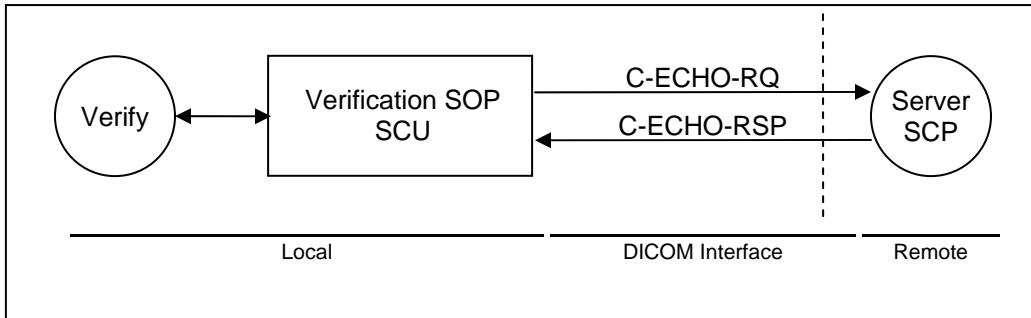 Verify
Verification SOP
SCU
C-ECHO-RQ
C-ECHO-RSP
Server
SCP
Local
DICOM Interface
Remote